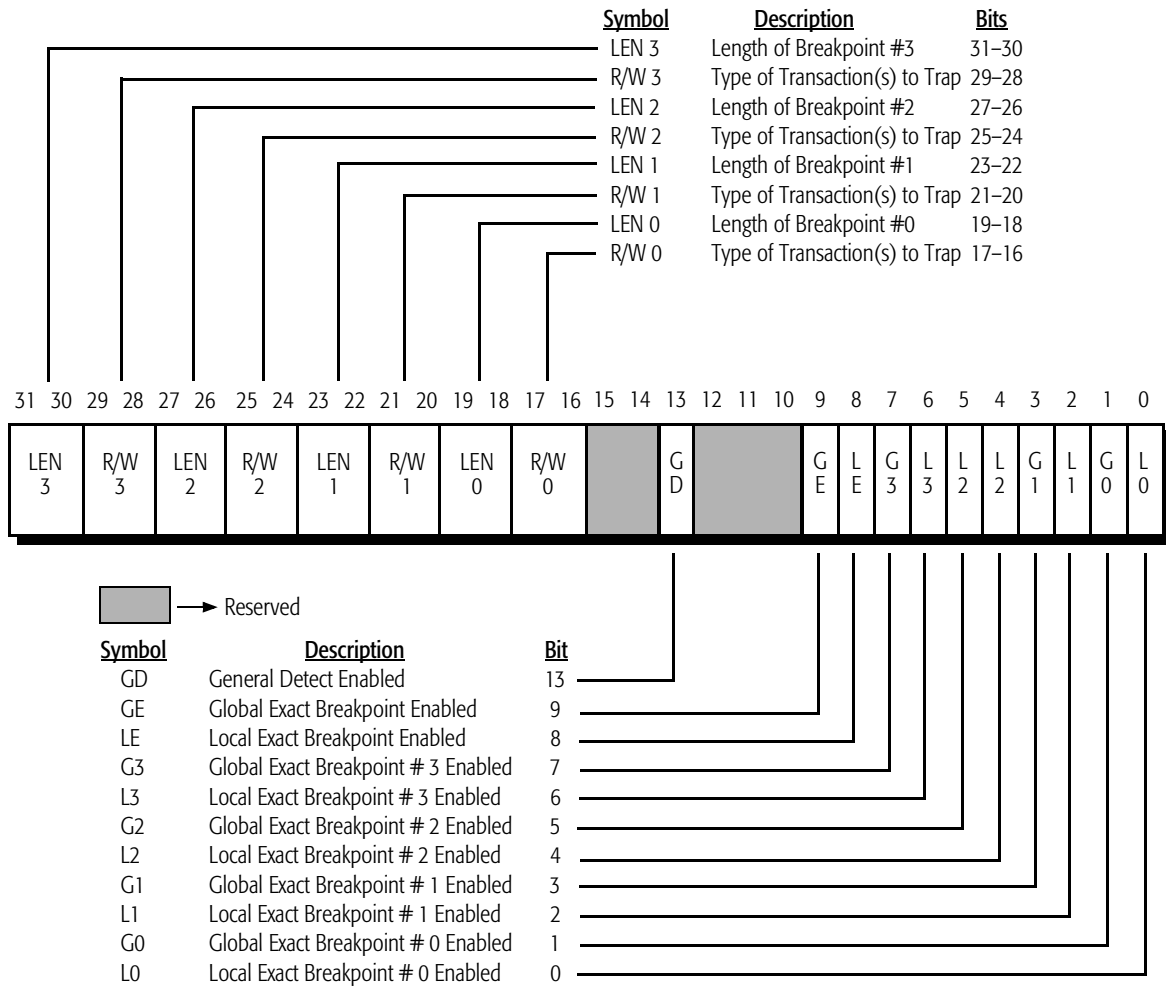 Symbol Description Bits
LEN 3 Length of Breakpoint #3 31–30
R/W 3 Type of Transaction(s) to Trap 29–28
LEN 2 Length of Breakpoint #2 27–26
R/W 2 Type of Transaction(s) to Trap 25–24
LEN 1 Length of Breakpoint #1 23–22
R/W 1 Type of Transaction(s) to Trap 21–20
LEN 0 Length of Breakpoint #0 19–18
R/W 0 Type of Transaction(s) to Trap 17–16
31 30 29 28 27 26 25 24 23 22 21 20 19 18 17 16 15 14 13 12 11 10 9 8 7 6 5 4 3 2 1 0
LEN R/W LEN R/W LEN R/W LEN R/W G G L G L L L G L G L
3 3 2 2 1 1 0 0 D E E 3 3 2 2 1 1 0 0
Reserved
Symbol Description Bit
GD General Detect Enabled 13
GE Global Exact Breakpoint Enabled 9
LE Local Exact Breakpoint Enabled 8
G3 Global Exact Breakpoint # 3 Enabled 7
L3 Local Exact Breakpoint # 3 Enabled 6
G2 Global Exact Breakpoint # 2 Enabled 5
L2 Local Exact Breakpoint # 2 Enabled 4
G1 Global Exact Breakpoint # 1 Enabled 3
L1 Local Exact Breakpoint # 1 Enabled 2
G0 Global Exact Breakpoint # 0 Enabled 1
L0 Local Exact Breakpoint # 0 Enabled 0